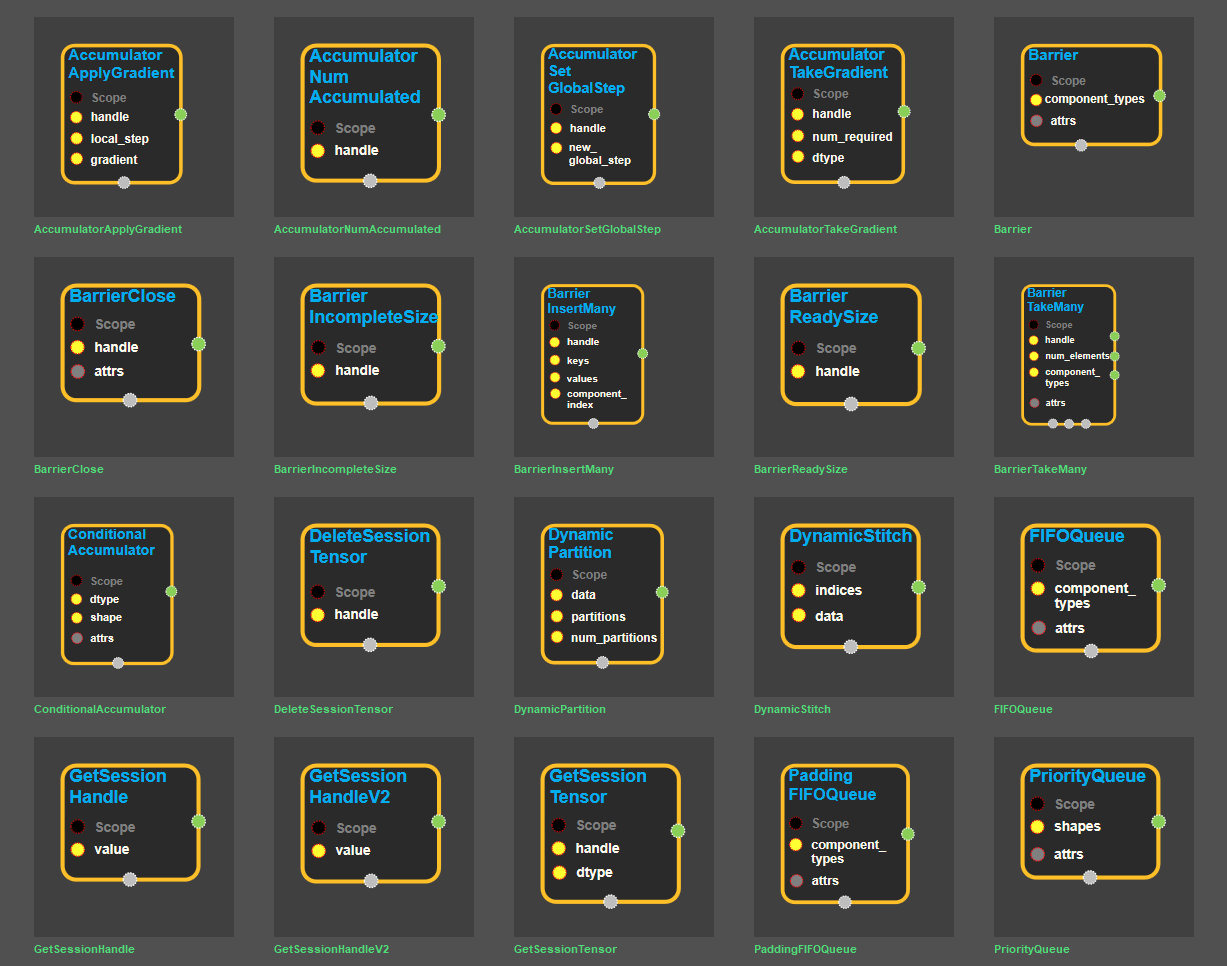 Accumulator
ApplyGradient
Scope
handle
local_step
gradient
AccumulatorApplyGradient
Accumulator
Num
Accumulated
Scope
handle
AccumulatorNumAccumulated
Accumulator
Set
GlobalStep
Scope
handle
new_
global_step
AccumulatorSetGlobalStep
Accumulator
TakeGradient
Scope
handle
num_required
dtype
AccumulatorTakeGradient
Barrier
Scope
component_types
attrs
Barrier
BarrierClose
Scope
handle
attrs
BarrierClose
Barrier
IncompleteSize
Scope
handle
BarrierIncompleteSize
Barrier
InsertMany
Scope
handle
keys
values
component_
index
BarrierInsertMany
Barrier
ReadySize
Scope
handle
BarrierReadySize
Barrier
TakeMany
Scope
handle
num_elements
component_
types
attrs
BarrierTakeMany
Conditional
Accumulator
Scope
dtype
shape
attrs
ConditionalAccumulator
DeleteSession
Tensor
Scope
handle
DeleteSessionTensor
Dynamic
Partition
Scope
data
partitions
num_partitions
DynamicPartition
DynamicStitch
Scope
indices
data
DynamicStitch
FIFOQueue
Scope
component_
types
attrs
FIFOQueue
GetSession
Handle
Scope
value
GetSessionHandle
GetSession
HandleV2
Scope
value
GetSessionHandleV2
GetSession
Tensor
Scope
handle
dtype
GetSessionTensor
Padding
FIFOQueue
Scope
component_
types
attrs
PaddingFIFOQueue
PriorityQueue
Scope
shapes
attrs
PriorityQueue